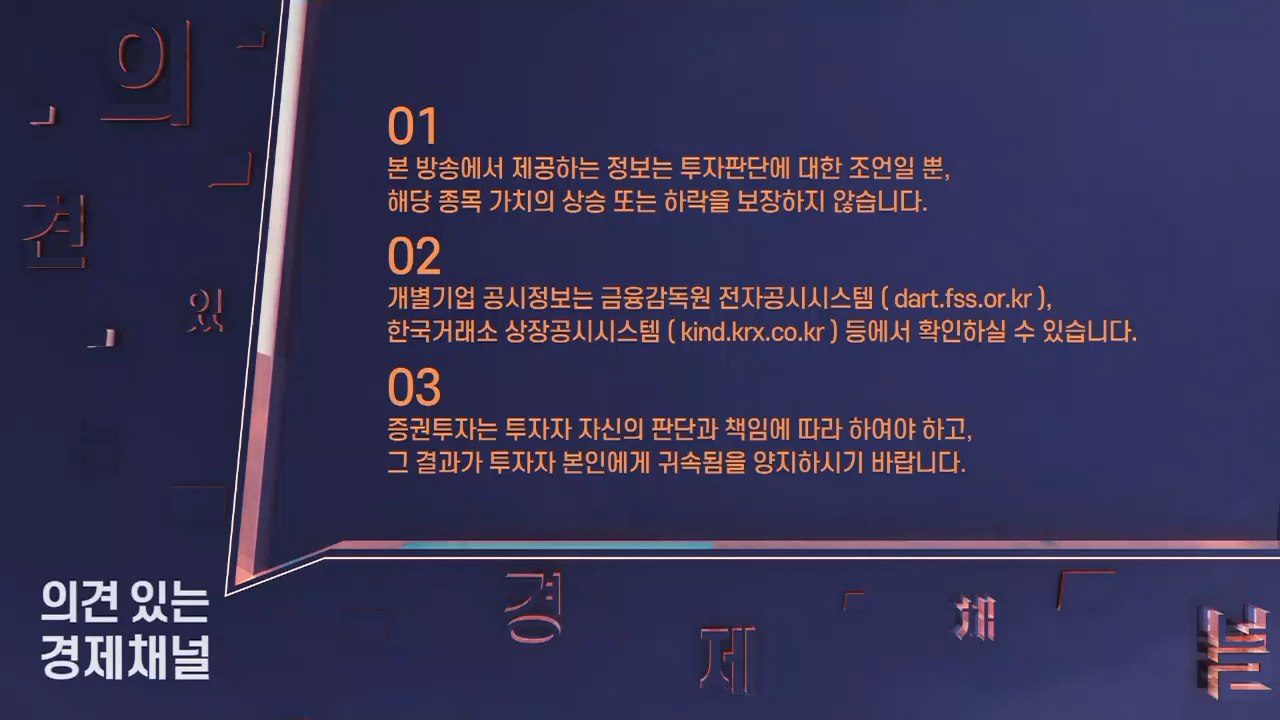 의
견
있
01
본 방송에서 제공하는 정보는 투자판단에 대한 조언일 뿐,
해당 종목 가치의 상승 또는 하락을 보장하지 않습니다.
02
개별기업 공시정보는 금융감독원 전자공시시스템 ( dart.fss.or.kr ),
한국거래소 상장공시시스템 ( kind.krx.co.kr ) 등에서 확인하실 수 있습니다.
03
증권투자는 투자자 자신의 판단과 책임에 따라 하여야 하고,
그 결과가 투자자 본인에게 귀속됨을 양지하시기 바랍니다.
의견 있는
경제채널
경
제
채